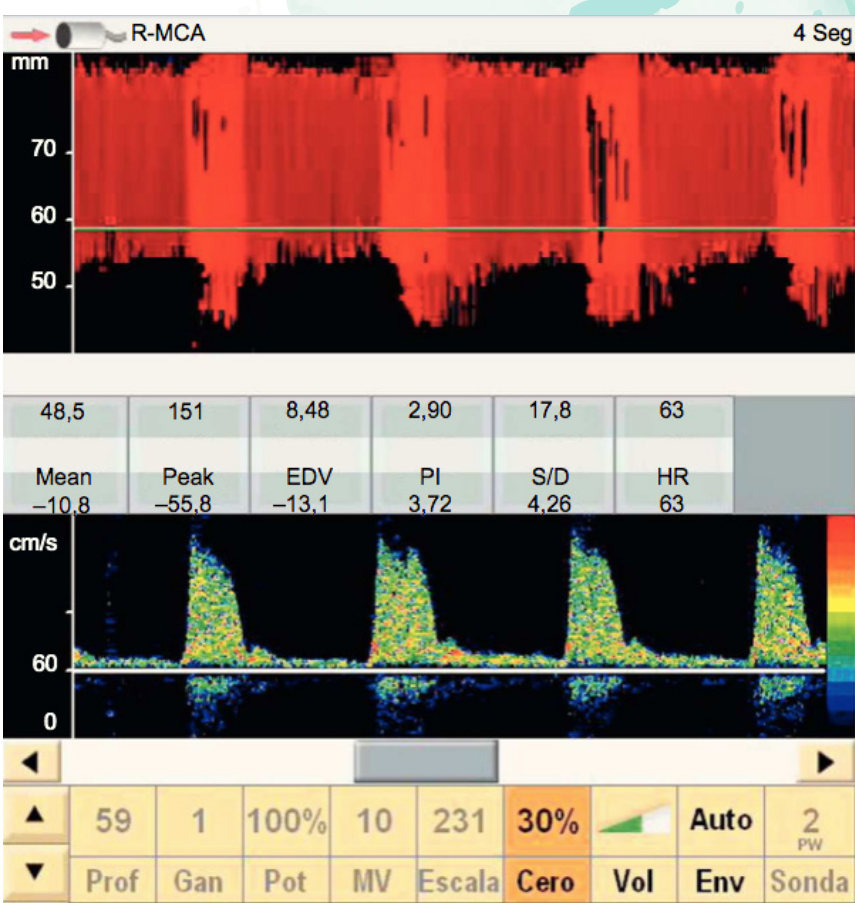 R-MCA 4 Seg
mm
70
60
50
48,5 151 8,48 2,90 17,8 63
Mean Peak EDV PI S/D HR
–10,8 –55,8 –13,1 3,72 4,26 63
cm/s
60
0
59 1 100% 10 231 30% Auto 2
PW
Prof Gan Pot MV Escala Cero Vol Env Sonda